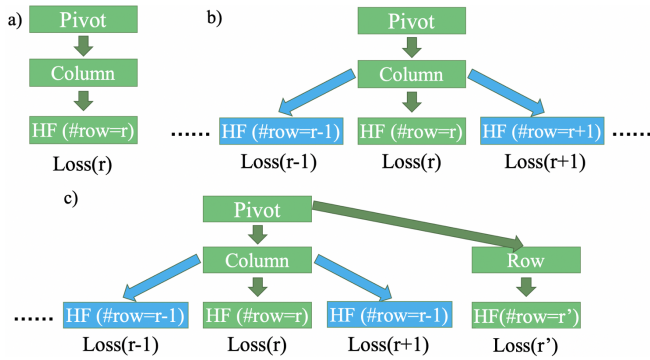 a)
Pivot
Column
HF (#row=r)
Loss(r)
b)
Pivot
Column
...... HF (#row=r-1) HF (#row=r) HF (#row=r+1) ......
Loss(r-1) Loss(r) Loss(r+1)
c)
Pivot
Column Row
...... HF (#row=r-1) HF (#row=r) HF (#row=r-1) HF(#row=r')
Loss(r-1) Loss(r) Loss(r+1) Loss(r')